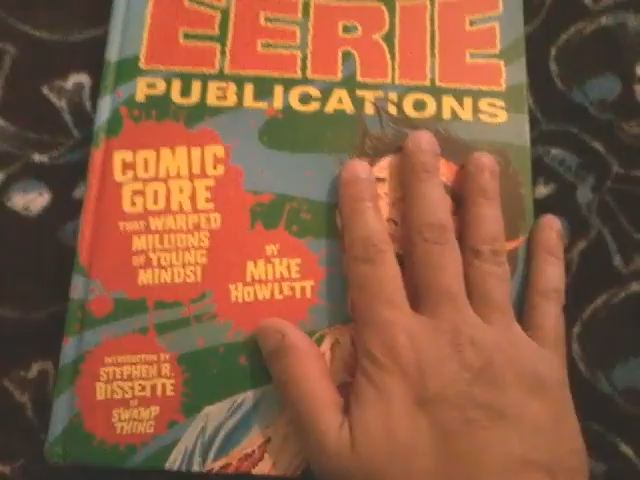 EERIE
PUBLICATIONS
COMIC
GORE
THAT WARPED
MILLIONS
OF YOUNG
MINDS!
BY
MIKE
HOWLETT
INTRODUCTION BY
STEPHEN R.
BISSETTE
OF
SWAMP
THING